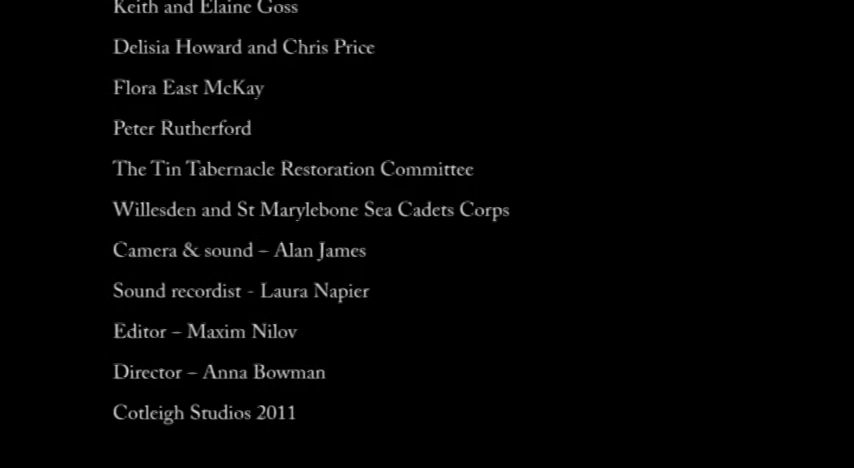 Keith and Elaine Goss
Delisia Howard and Chris Price
Flora East McKay
Peter Rutherford
The Tin Tabernacle Restoration Committee
Willesden and St Marylebone Sea Cadets Corps
Camera & sound – Alan James
Sound recordist - Laura Napier
Editor – Maxim Nilov
Director – Anna Bowman
Cotleigh Studios 2011